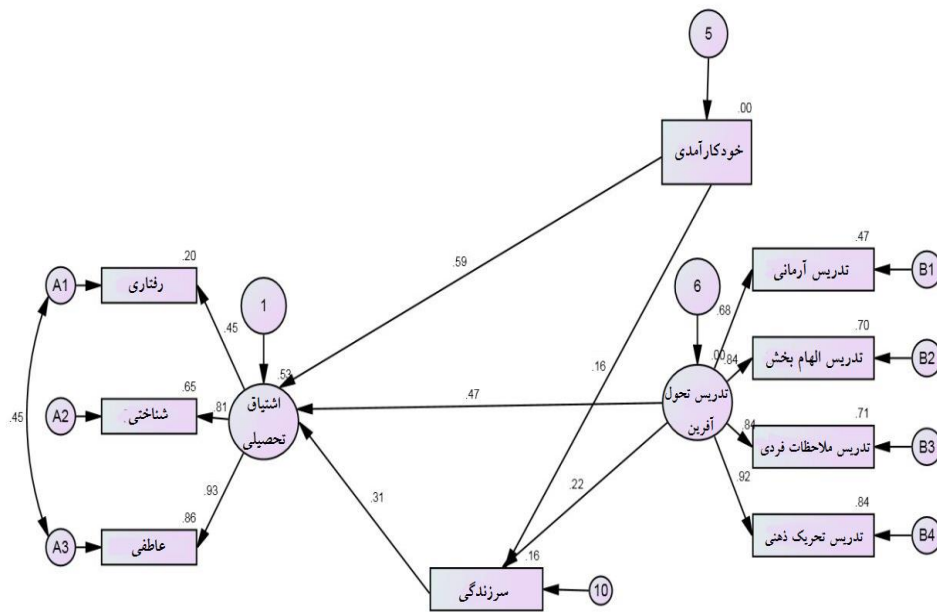 5
.00
خودکارآمدی
.47
تدریس آرمانی
B1
.20
رفتاری
A1
.59
6
.68
1
.45
.70
تدریس الهام بخش
B2
.00
.84
.16
.53
.65
شناختی
A2
.81
اشتیاق
تحصیلی
.47
تدریس تحول
آفرین
.45
.71
تدریس ملاحظات فردی
B3
.84
.93
.92
.22
.31
.86
عاطفی
A3
.84
تدریس تحریک ذهنی
B4
.16
سرزندگی
10